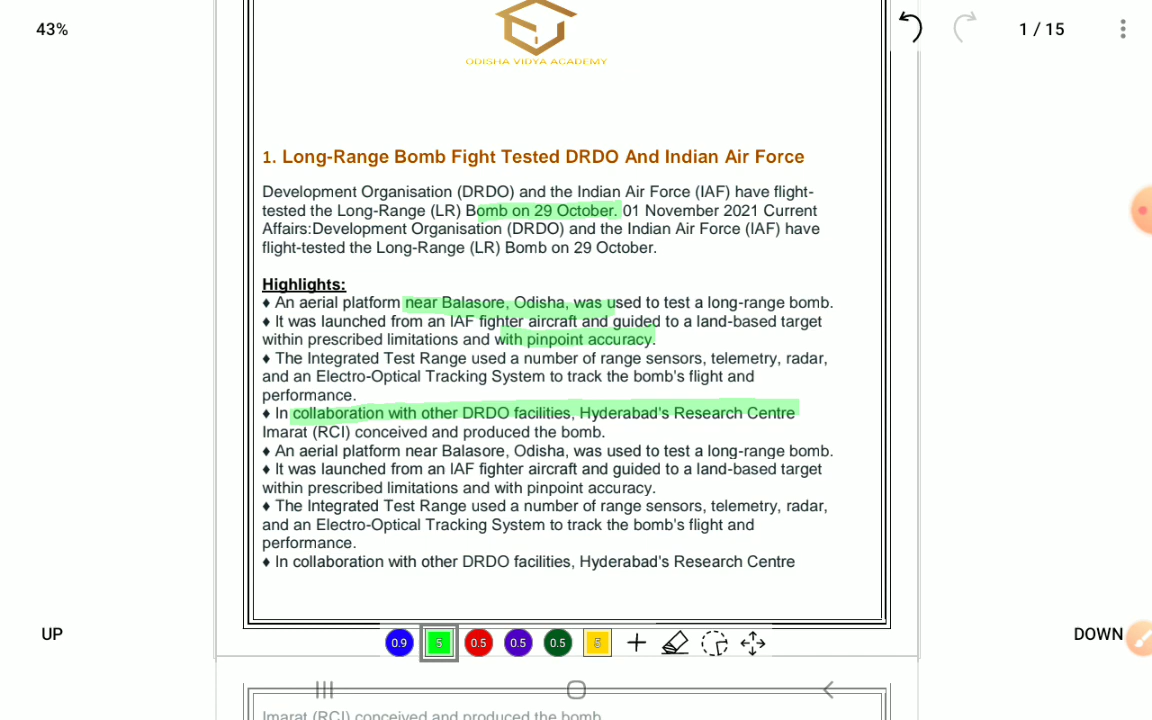 43%
1 / 15
ODISHA VIDYA ACADEMY
1. Long-Range Bomb Fight Tested DRDO And Indian Air Force
Development Organisation (DRDO) and the Indian Air Force (IAF) have flight-
tested the Long-Range (LR) Bomb on 29 October. 01 November 2021 Current
Affairs:Development Organisation (DRDO) and the Indian Air Force (IAF) have
flight-tested the Long-Range (LR) Bomb on 29 October.
Highlights:
♦ An aerial platform near Balasore, Odisha, was used to test a long-range bomb.
♦ It was launched from an IAF fighter aircraft and guided to a land-based target
within prescribed limitations and with pinpoint accuracy.
♦ The Integrated Test Range used a number of range sensors, telemetry, radar,
and an Electro-Optical Tracking System to track the bomb's flight and
performance.
♦ In collaboration with other DRDO facilities, Hyderabad's Research Centre
Imarat (RCI) conceived and produced the bomb.
♦ An aerial platform near Balasore, Odisha, was used to test a long-range bomb.
♦ It was launched from an IAF fighter aircraft and guided to a land-based target
within prescribed limitations and with pinpoint accuracy.
♦ The Integrated Test Range used a number of range sensors, telemetry, radar,
and an Electro-Optical Tracking System to track the bomb's flight and
performance.
♦ In collaboration with other DRDO facilities, Hyderabad's Research Centre
UP
DOWN
0.9 5 0.5 0.5 0.5 5
Imarat (RCI) conceived and produced the bomb.